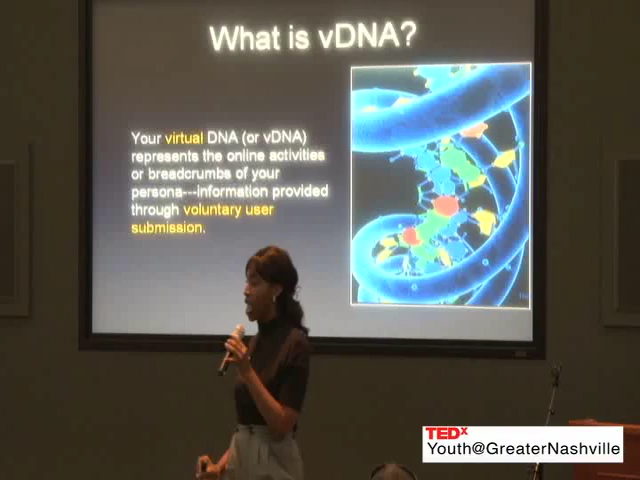 What is vDNA?
Your virtual DNA (or vDNA)
represents the online activities
or breadcrumbs of your
persona---information provided
through voluntary user
submission.
TEDx
Youth@GreaterNashville